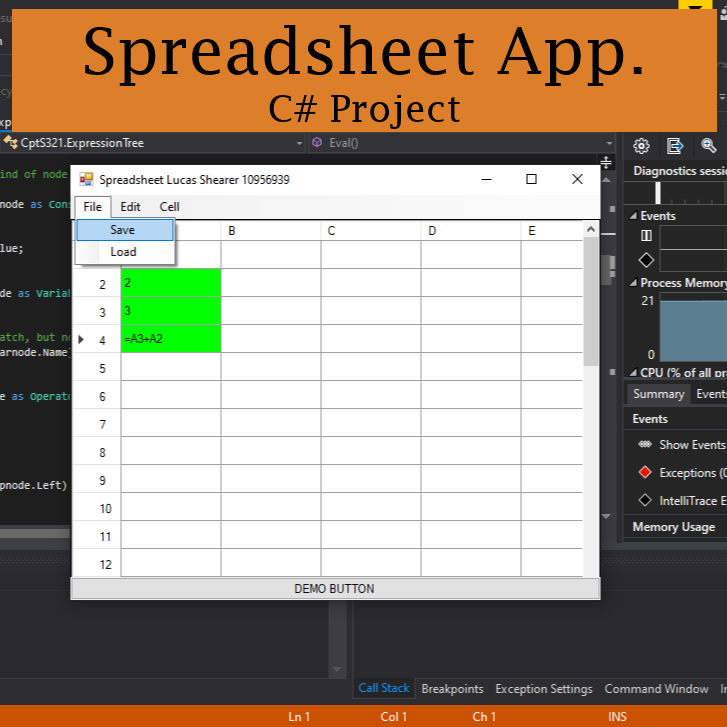 Spreadsheet App.
C# Project
CptS321.ExpressionTree
Eval()
Diagnostics sessi
Spreadsheet Lucas Shearer 10956939
File Edit Cell
Save
Load
B C D E
2 2
3 3
4 =A3+A2
5
6
7
8
9
10
11
12
DEMO BUTTON
ind of node
node as Cons
lue;
de as Varia
atch, but n
arnode.Name
e as Operato
pnode.Left)
Events
Process Memory
21
0
CPU (% of all pr
Summary Events
Events
Show Events
Exceptions (0
IntelliTrace E
Memory Usage
Call Stack Breakpoints Exception Settings Command Window
Ln 1 Col 1 Ch 1 INS